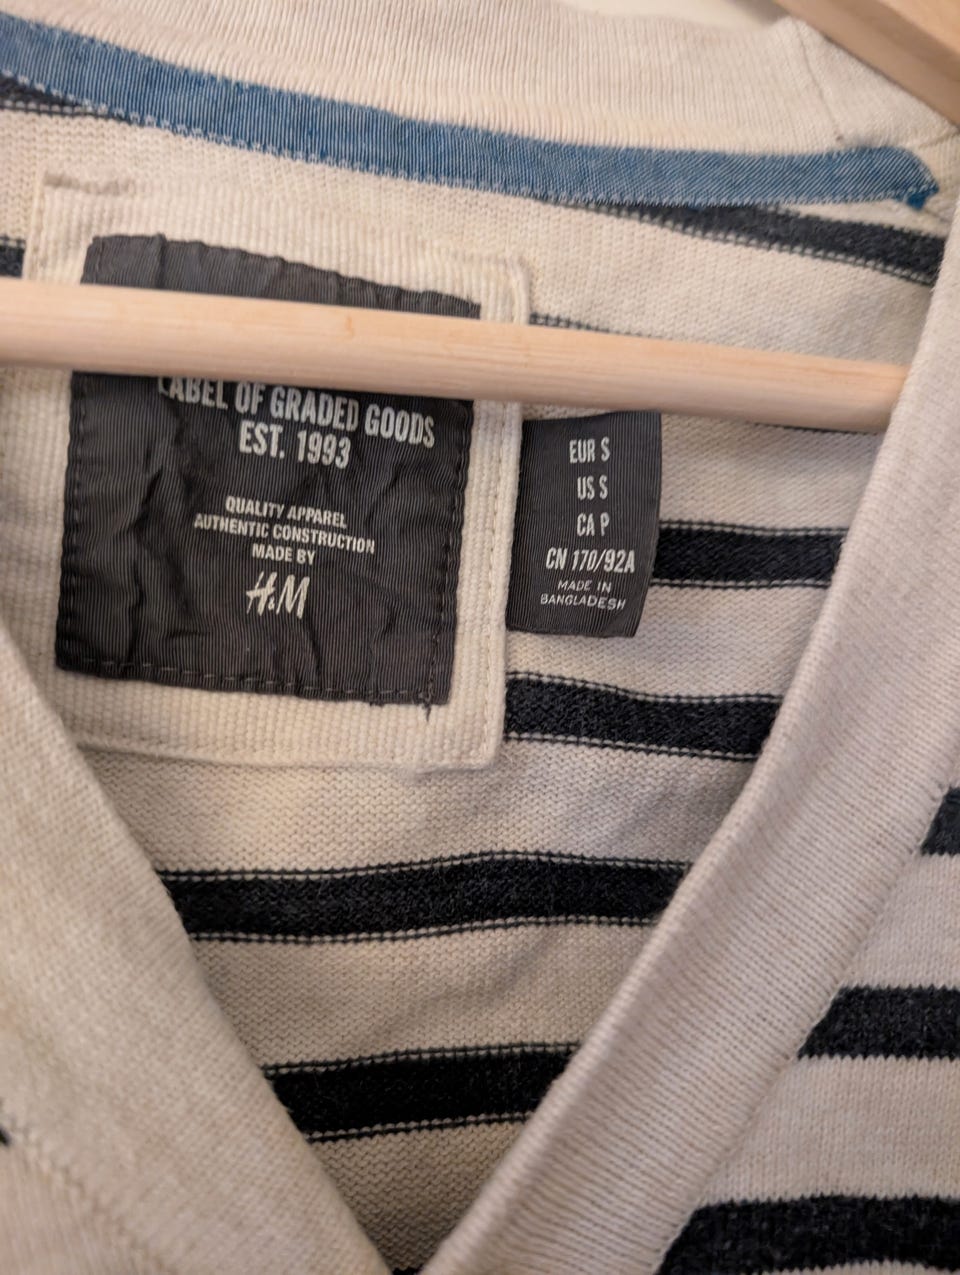 LABEL OF GRADED GOODS
EST. 1993
QUALITY APPAREL
AUTHENTIC CONSTRUCTION
MADE BY
H&M
EUR S
US S
CA P
CN 170/92A
MADE IN
BANGLADESH